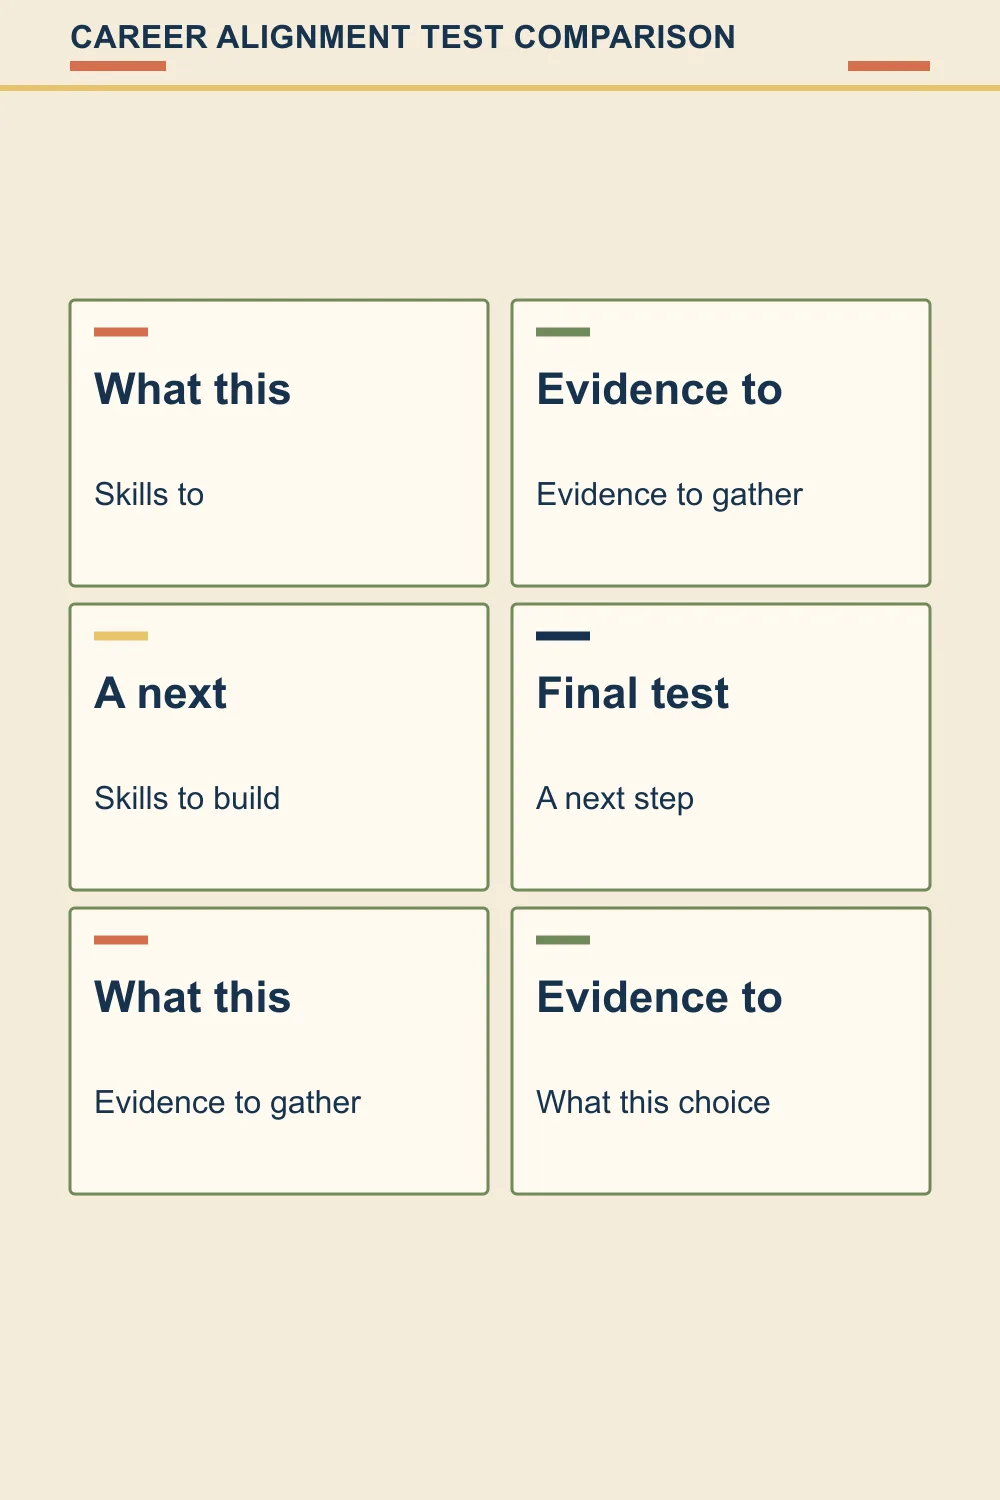 CAREER ALIGNMENT TEST COMPARISON
What this
Skills to
Evidence to
Evidence to gather
A next
Skills to build
Final test
A next step
What this
Evidence to gather
Evidence to
What this choice